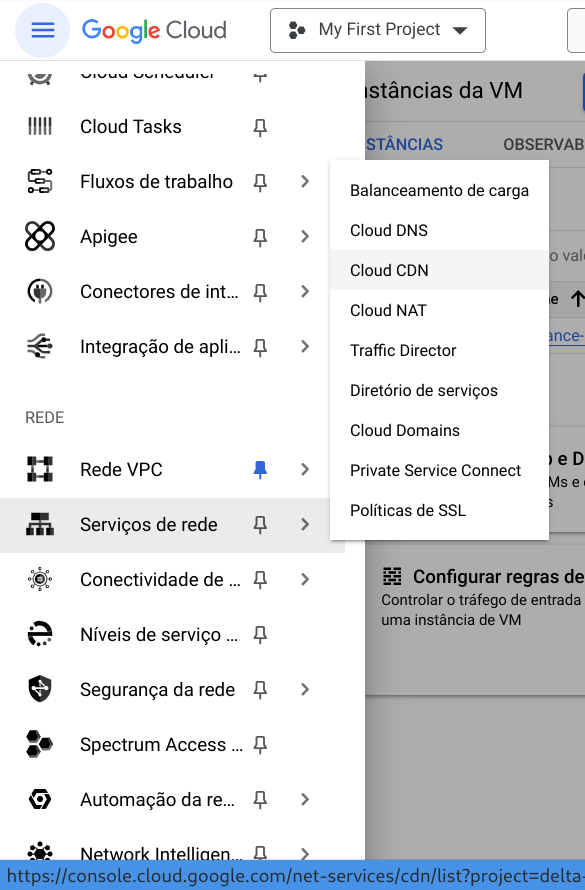 Google Cloud
My First Project
Cloud Scheduler
Cloud Tasks
Fluxos de trabalho
Apigee
Conectores de int...
Integração de apli...
REDE
Rede VPC
Serviços de rede
Conectividade de ...
Níveis de serviço ...
Segurança da rede
Spectrum Access ...
Automação da re...
Network Intelligen...
Balanceamento de carga
Cloud DNS
Cloud CDN
Cloud NAT
Traffic Director
Diretório de serviços
Cloud Domains
Private Service Connect
Políticas de SSL
stâncias da VM
STÂNCIAS
OBSERVAB
o valo
e
ance-
o e D
Ms e
s
Configurar regras de
Controlar o tráfego de entrada
uma instância de VM
https://console.cloud.google.com/net-services/cdn/list?project=delta-